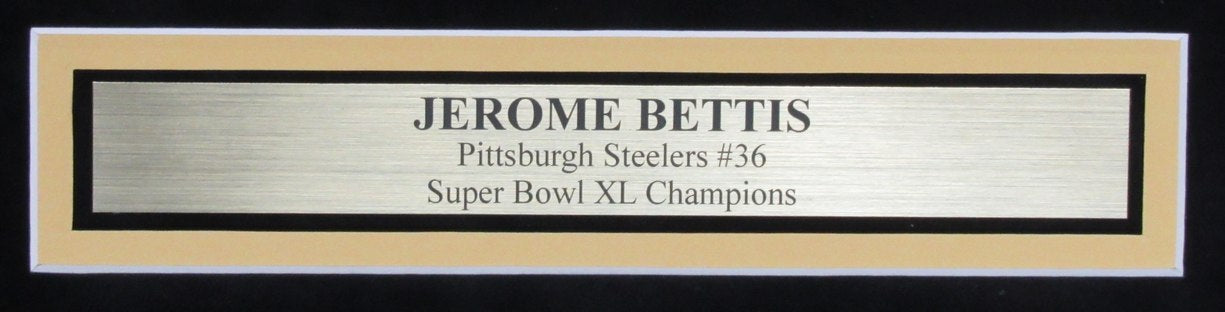 JEROME BETTIS
Pittsburgh Steelers #36
Super Bowl XL Champions